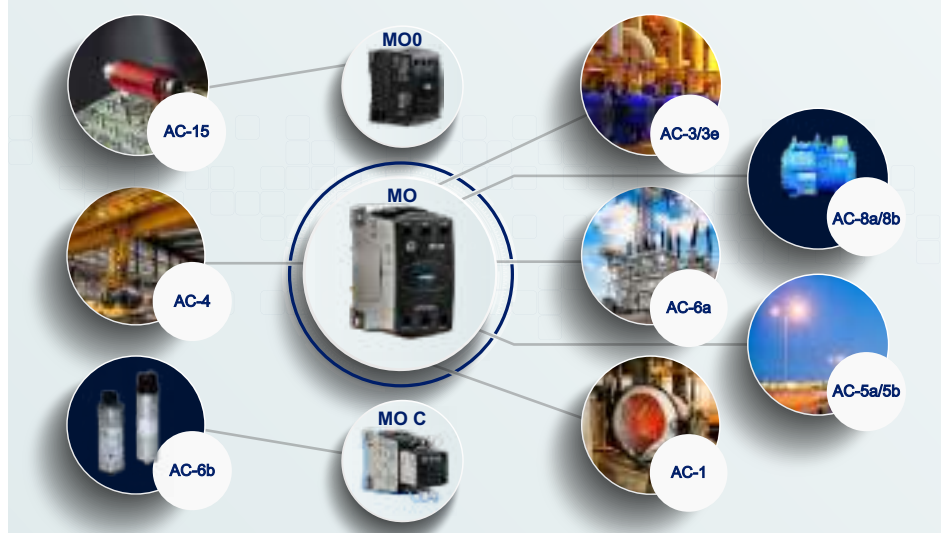 MO0
AC-15
AC-3/3e
MO
AC-8a/8b
AC-4
AC-6a
AC-5a/5b
MO C
AC-6b
AC-1